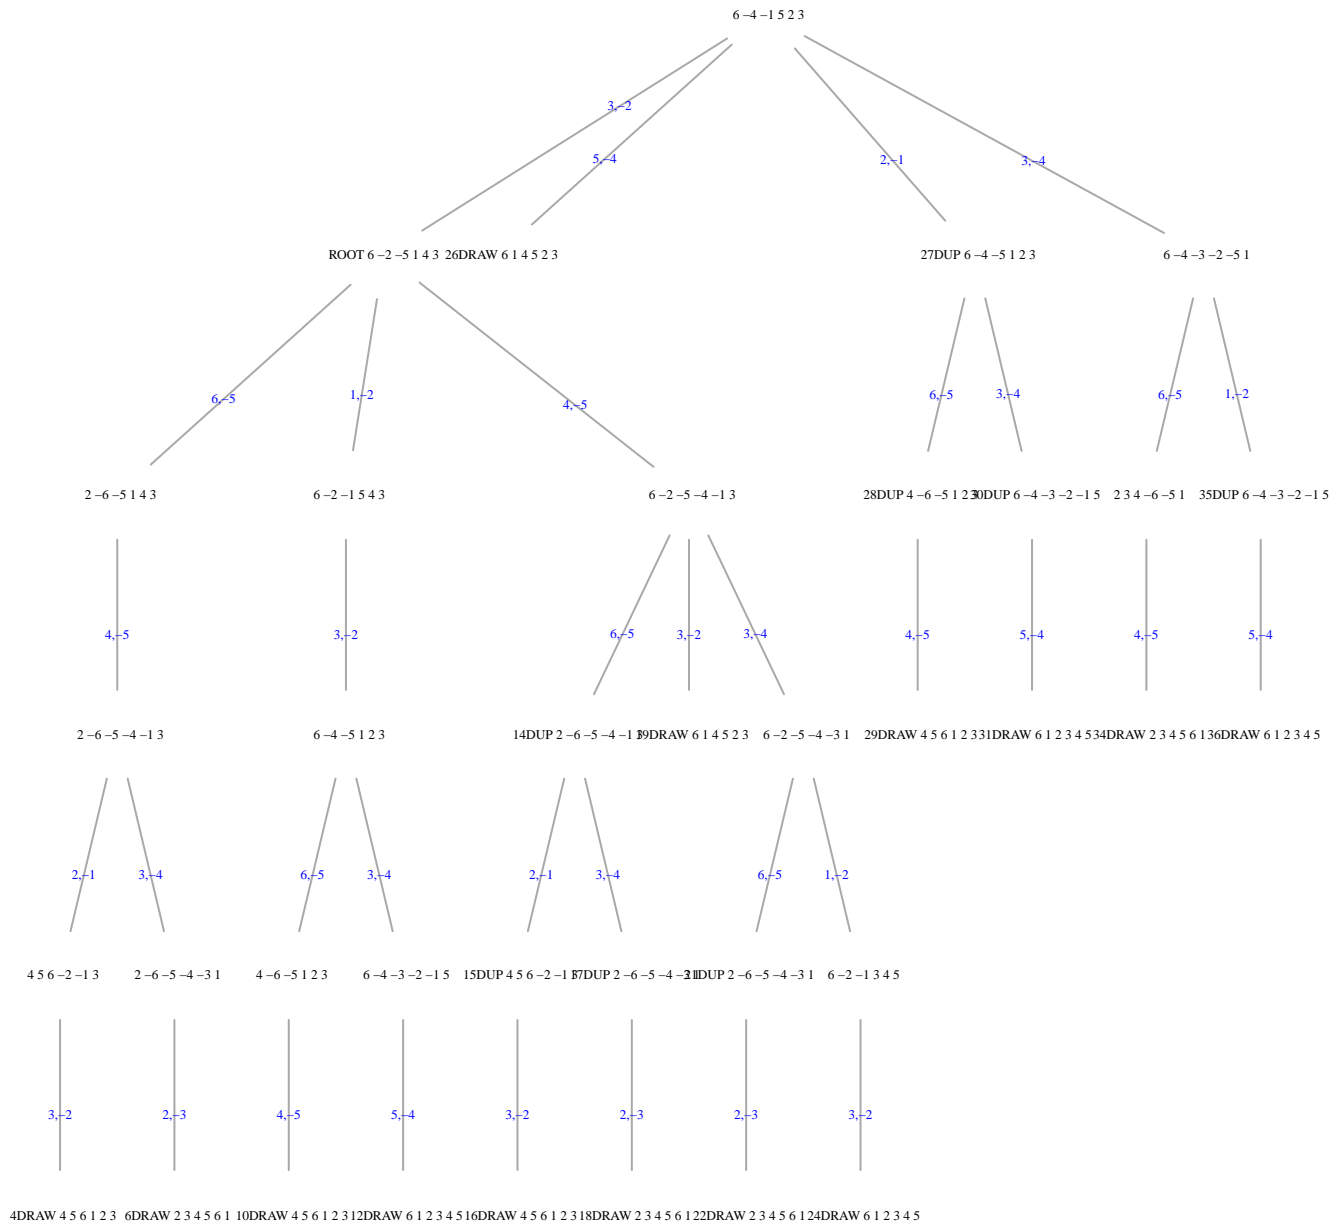 6 −4 −1 5 2 3
3,−2
5,−4
2,−1
3,−4
ROOT 6 −2 −5 1 4 3
26DRAW 6 1 4 5 2 3
27DUP 6 −4 −5 1 2 3
6 −4 −3 −2 −5 1
6,−5
1,−2
4,−5
6,−5
3,−4
6,−5
1,−2
2 −6 −5 1 4 3
6 −2 −1 5 4 3
6 −2 −5 −4 −1 3
28DUP 4 −6 −5 1 2 3
30DUP 6 −4 −3 −2 −1 5
2 3 4 −6 −5 1
35DUP 6 −4 −3 −2 −1 5
4,−5
3,−2
6,−5
3,−2
3,−4
4,−5
5,−4
4,−5
5,−4
2 −6 −5 −4 −1 3
6 −4 −5 1 2 3
14DUP 2 −6 −5 −4 −1 3
19DRAW 6 1 4 5 2 3
6 −2 −5 −4 −3 1
29DRAW 4 5 6 1 2 3
31DRAW 6 1 2 3 4 5
34DRAW 2 3 4 5 6 1
36DRAW 6 1 2 3 4 5
2,−1
3,−4
6,−5
3,−4
2,−1
3,−4
6,−5
1,−2
4 5 6 −2 −1 3
2 −6 −5 −4 −3 1
4 −6 −5 1 2 3
6 −4 −3 −2 −1 5
15DUP 4 5 6 −2 −1 3
17DUP 2 −6 −5 −4 −3 1
21DUP 2 −6 −5 −4 −3 1
6 −2 −1 3 4 5
3,−2
2,−3
4,−5
5,−4
3,−2
2,−3
2,−3
3,−2
4DRAW 4 5 6 1 2 3
6DRAW 2 3 4 5 6 1
10DRAW 4 5 6 1 2 3
12DRAW 6 1 2 3 4 5
16DRAW 4 5 6 1 2 3
18DRAW 2 3 4 5 6 1
22DRAW 2 3 4 5 6 1
24DRAW 6 1 2 3 4 5